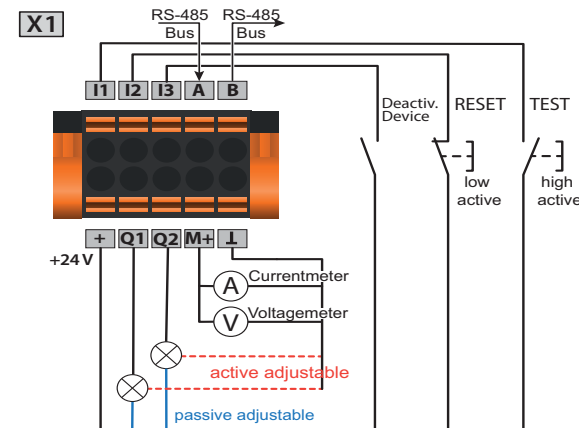 X1
RS-485 RS-485
Bus Bus
I1 I2 I3 A B
Deactiv.
Device
RESET
TEST
low
active
high
active
+ Q1 Q2 M+ ⊥
+24 V
A Currentmeter
V Voltagemeter
active adjustable
passive adjustable